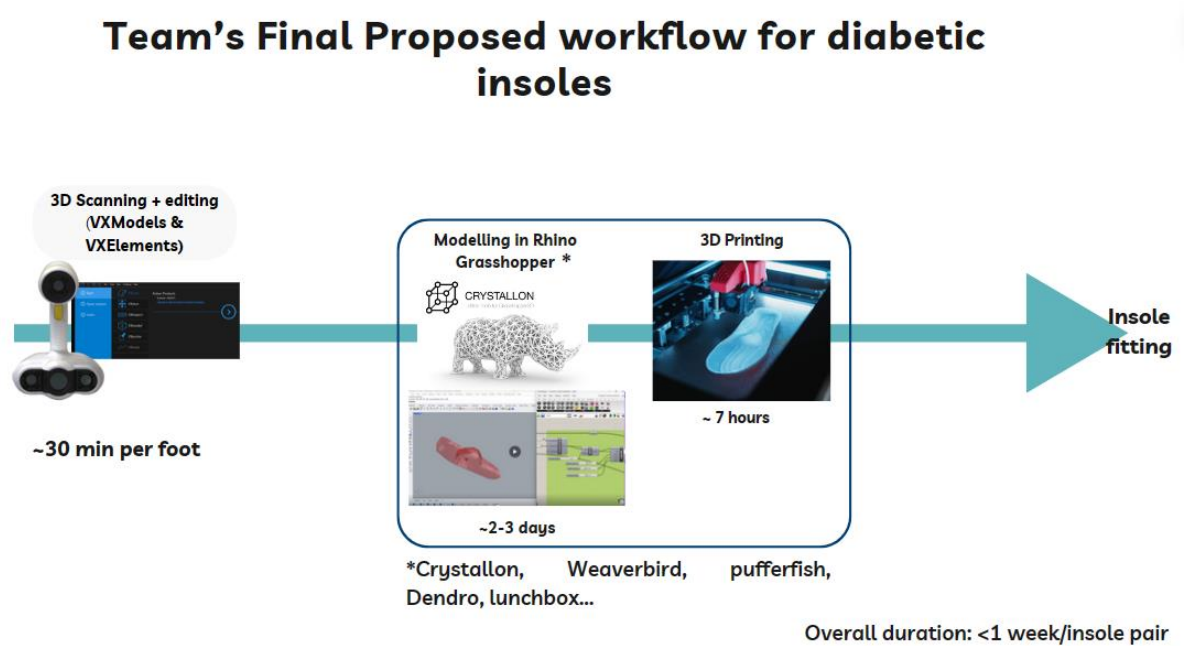 Team's Final Proposed workflow for diabetic
insoles
3D Scanning + editing
(VXModels &
VXElements)
~30 min per foot
Modelling in Rhino
Grasshopper *
CRYSTALLON
~2-3 days
3D Printing
~ 7 hours
*Crystallon, Weaverbird, pufferfish,
Dendro, lunchbox...
Insole
fitting
Overall duration: <1 week/insole pair